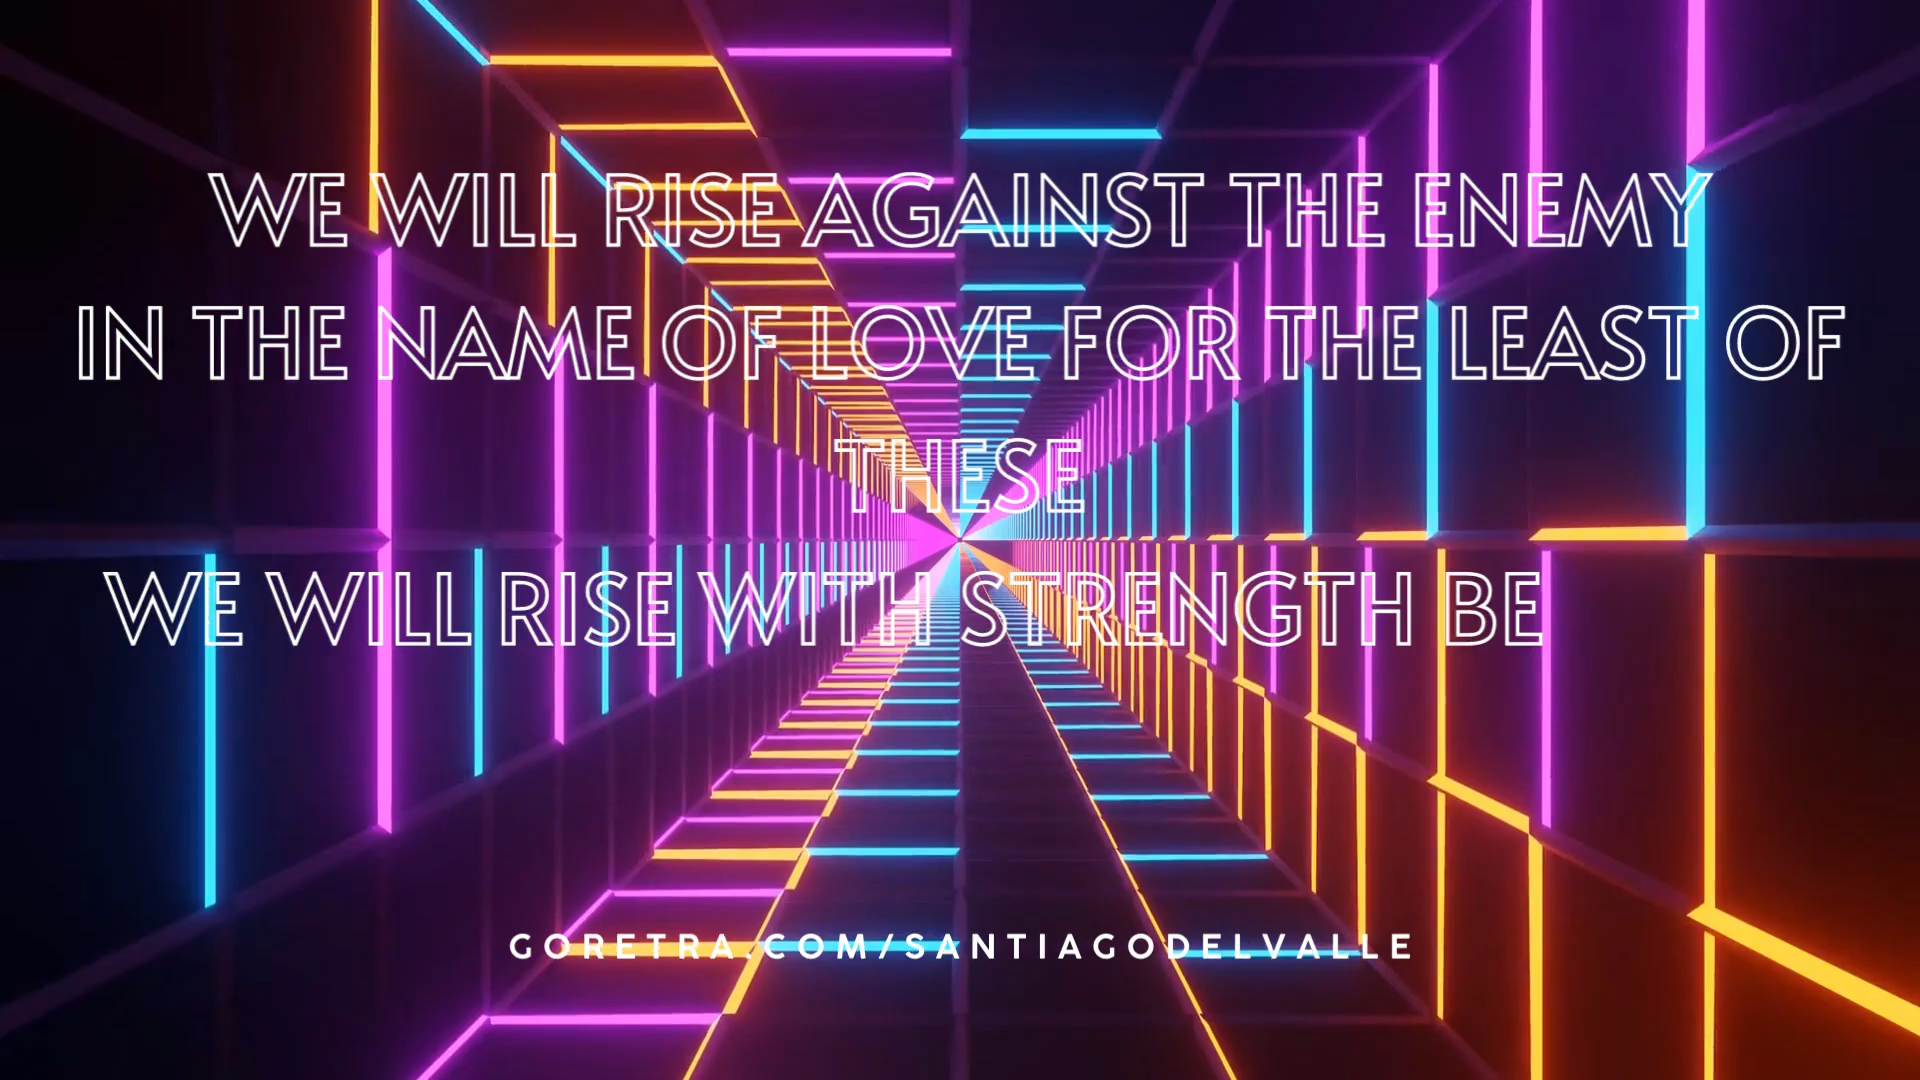 WE WILL RISE AGAINST THE ENEMY
IN THE NAME OF LOVE FOR THE LEAST OF
THESE
WE WILL RISE WITH STRENGTH BE
GORETRA.COM/SANTIAGODELVALLE